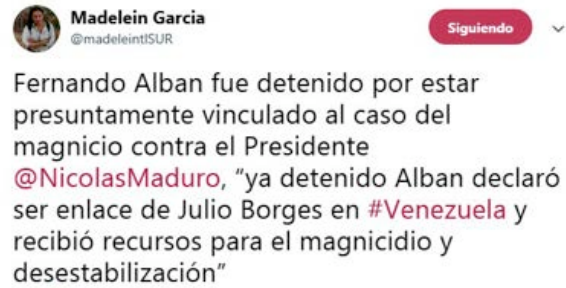 Madelein Garcia
@madeleintlSUR
Siguiendo
Fernando Alban fue detenido por estar
presuntamente vinculado al caso del
magnicio contra el Presidente
@NicolasMaduro, “ya detenido Alban declaró
ser enlace de Julio Borges en #Venezuela y
recibió recursos para el magnicidio y
desestabilización”